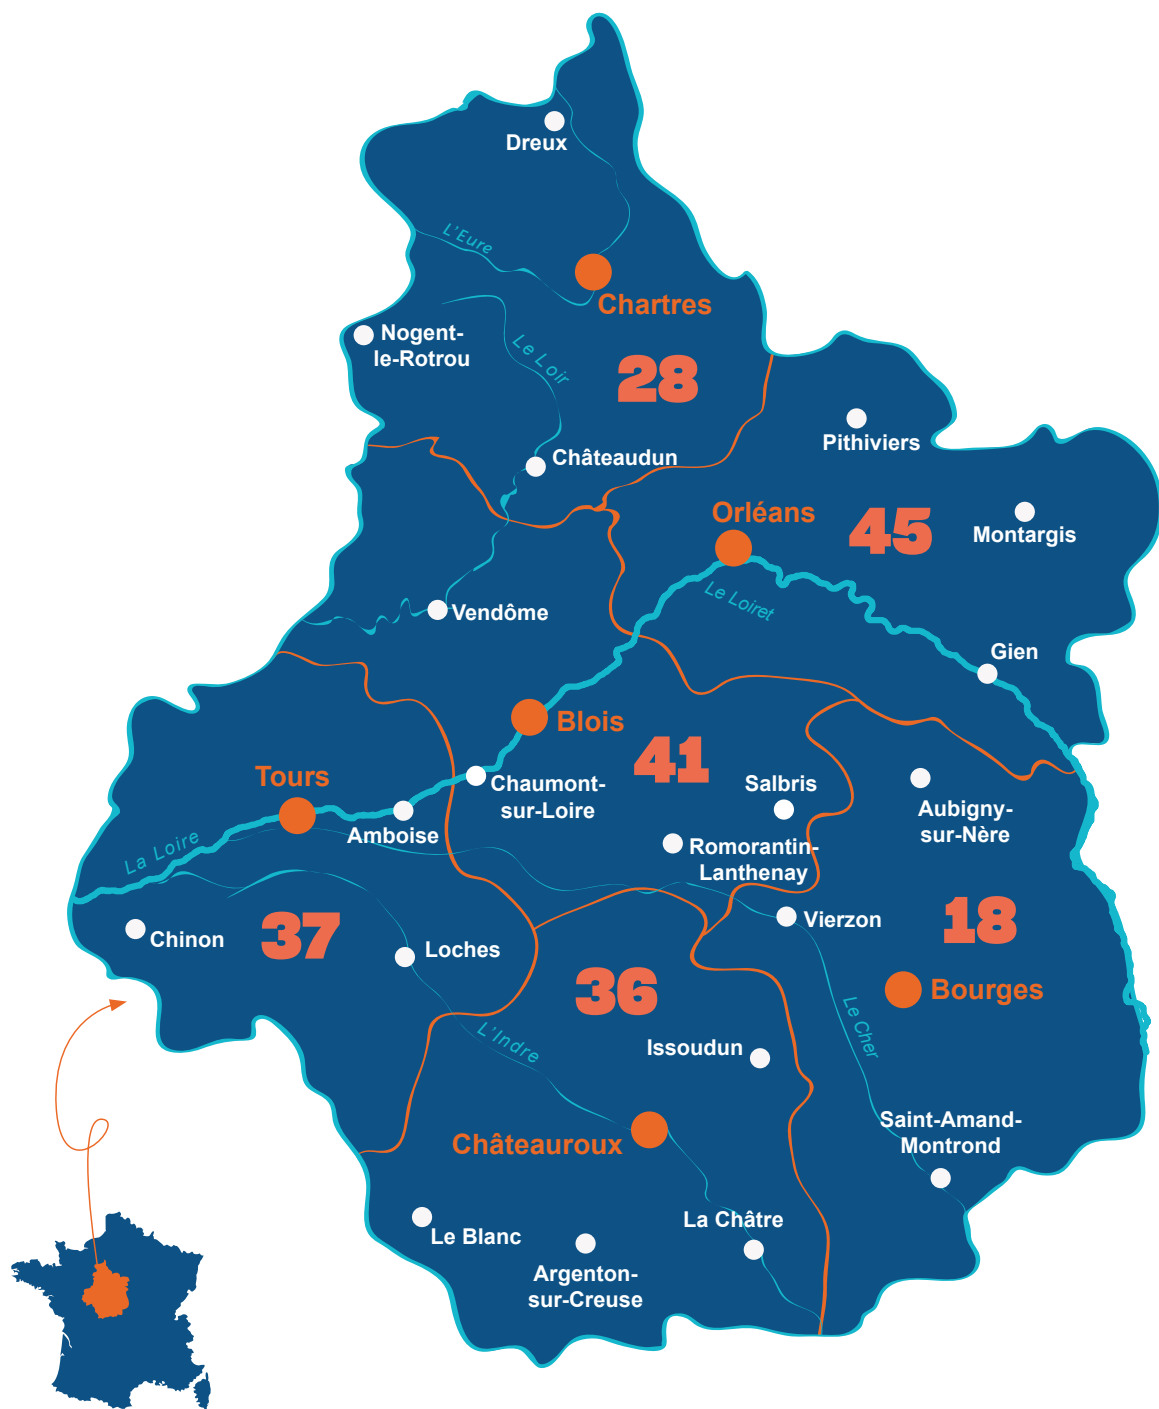 Dreux
L'Eure
Chartres
Nogent-
le-Rotrou
Le Loir
28
Pithiviers
Châteaudun
Orléans
45
Montargis
Le Loiret
Vendôme
Gien
Blois
41
Tours
Chaumont-
sur-Loire
Salbris
Aubigny-
sur-Nère
Amboise
La Loire
Romorantin-
Lanthenay
37
Chinon
Loches
Vierzon
18
36
Bourges
L'Indre
Le Cher
Issoudun
Châteauroux
Saint-Amand-
Montrond
La Châtre
Le Blanc
Argenton-
sur-Creuse